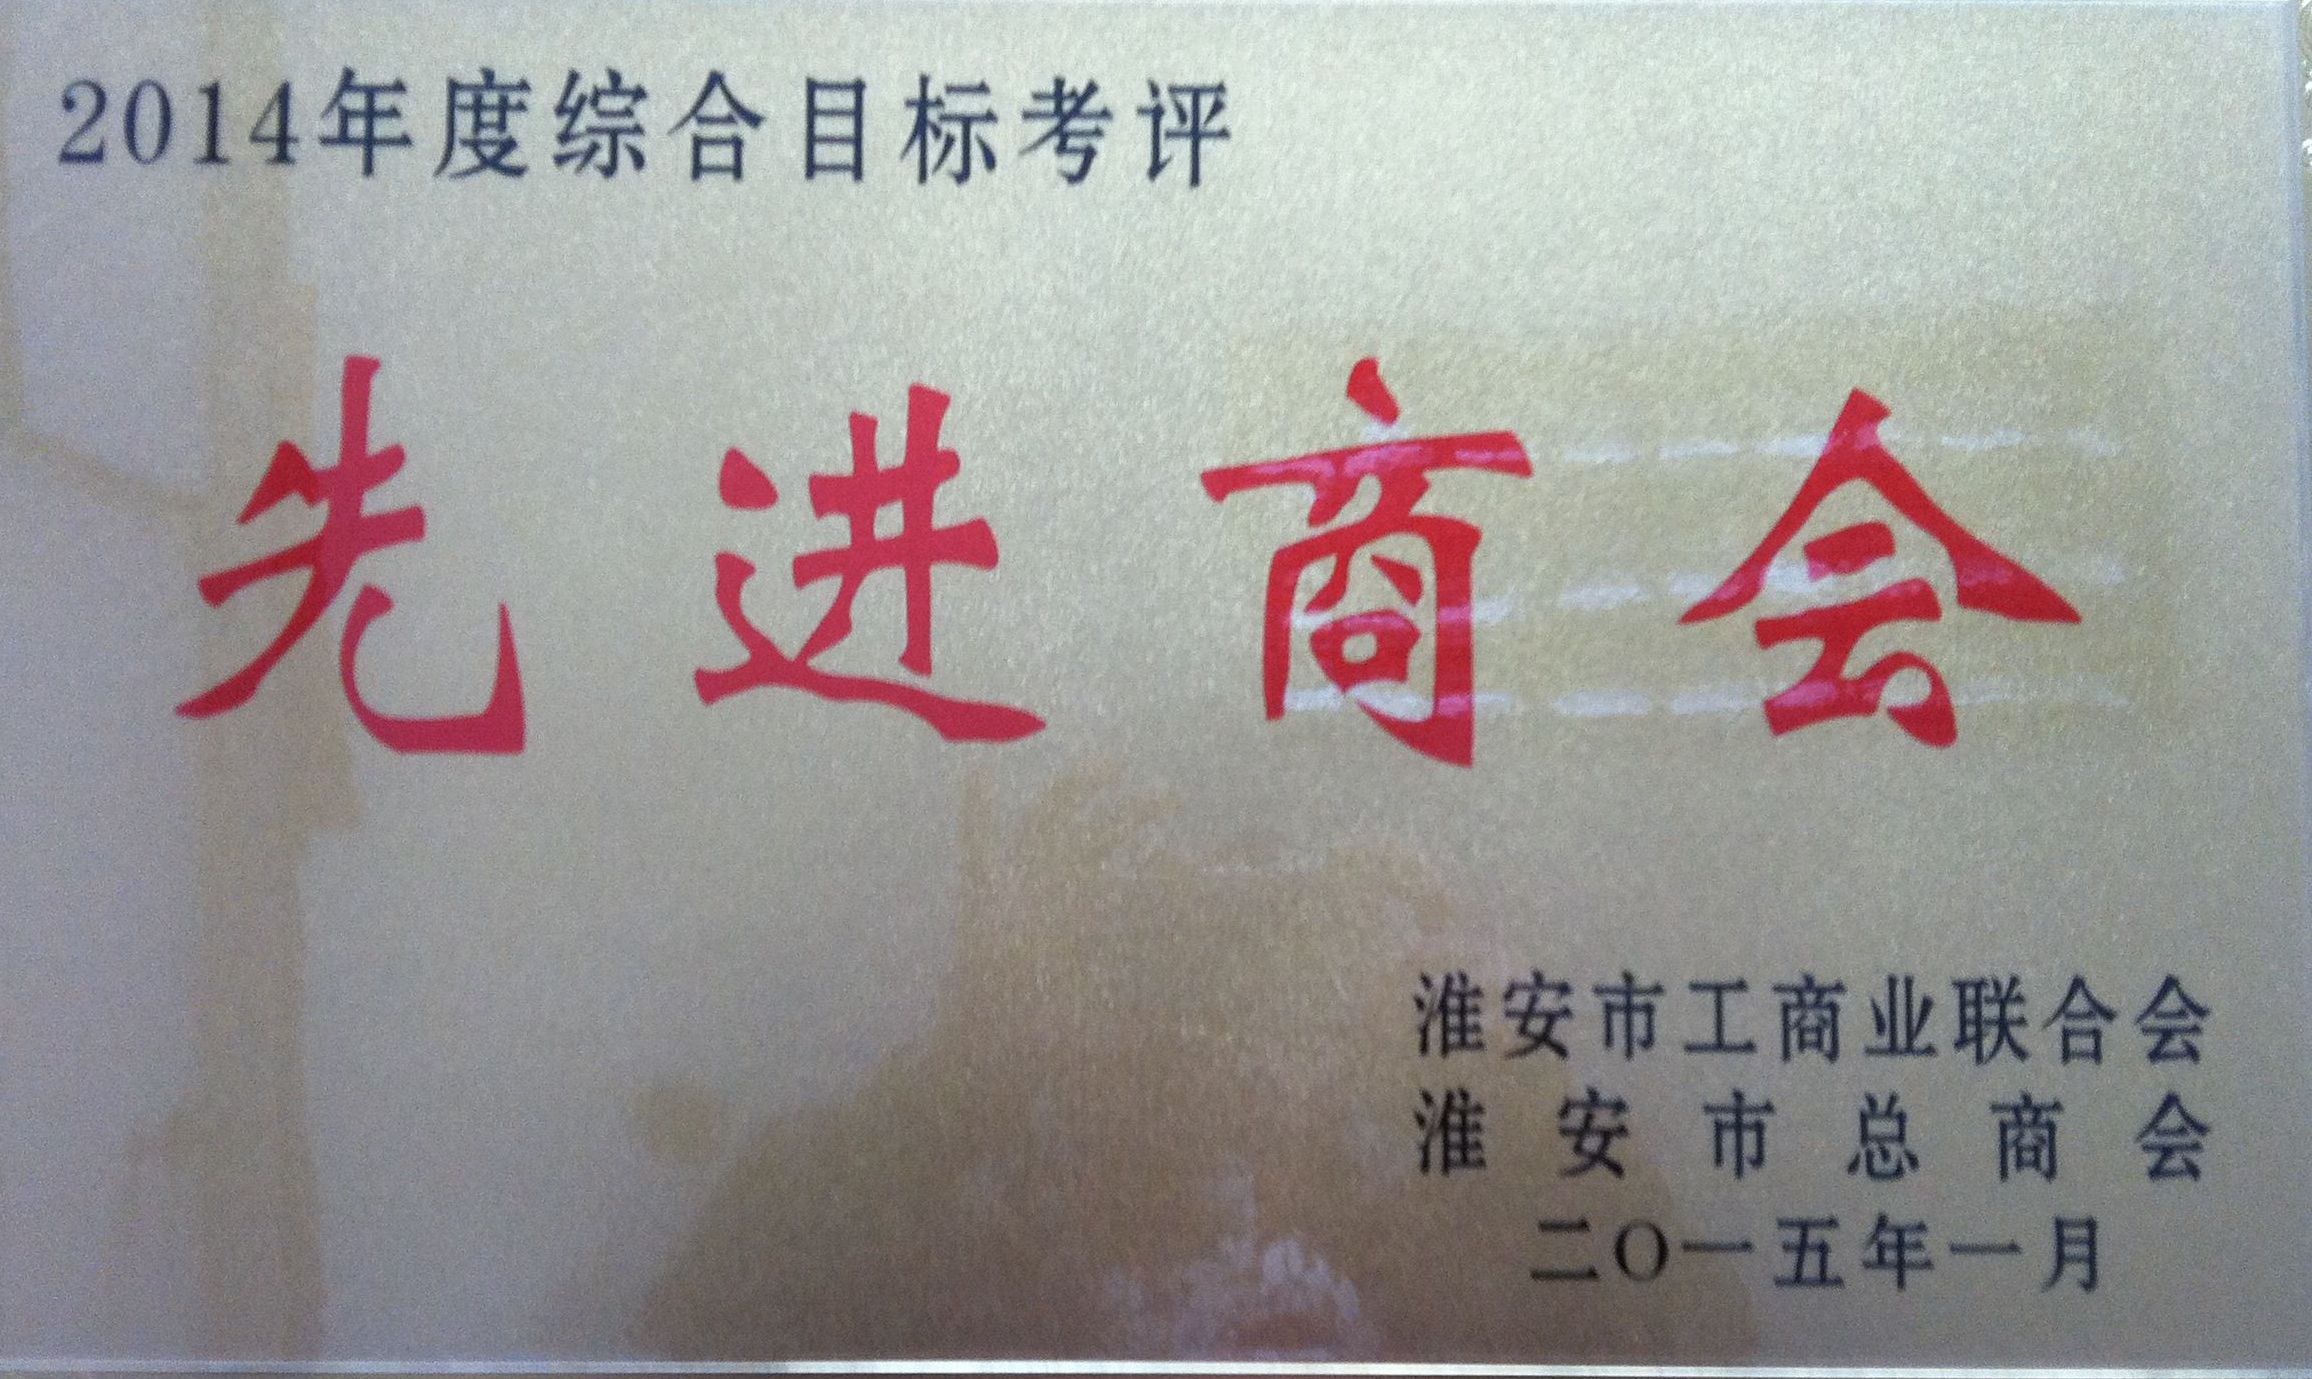 2014年度综合目标考评
先进商会
淮安市工商业联合会
淮安市总商会
二〇一五年一月